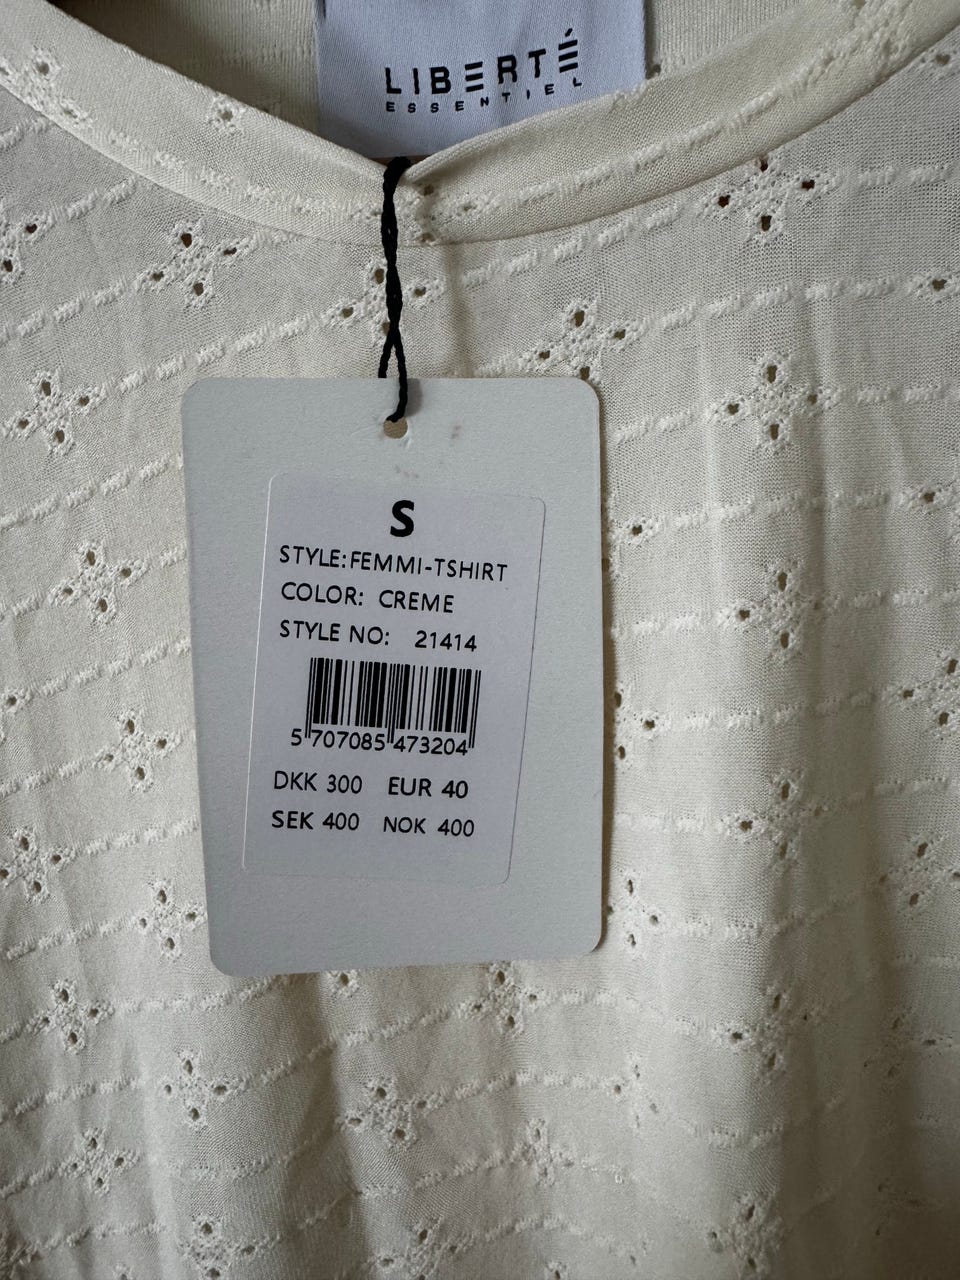 LIBERTÉ
ESSENTIEL
S
STYLE:FEMMI-TSHIRT
COLOR: CREME
STYLE NO: 21414
5 707085 473204
DKK 300 EUR 40
SEK 400 NOK 400